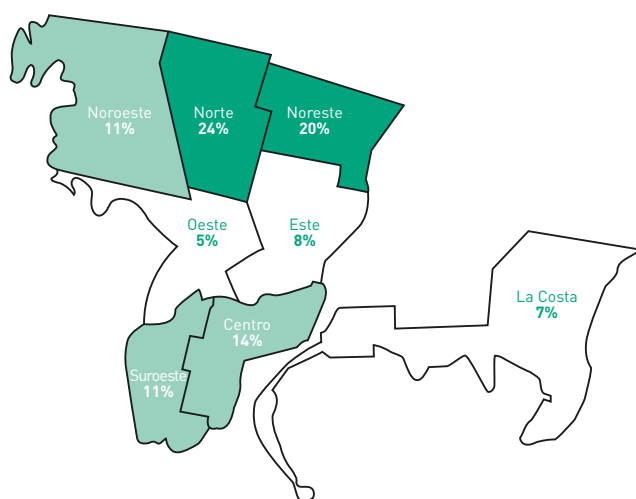 Noroeste
11%
Norte
24%
Noreste
20%
Oeste
5%
Este
8%
La Costa
7%
Centro
14%
Suroeste
11%